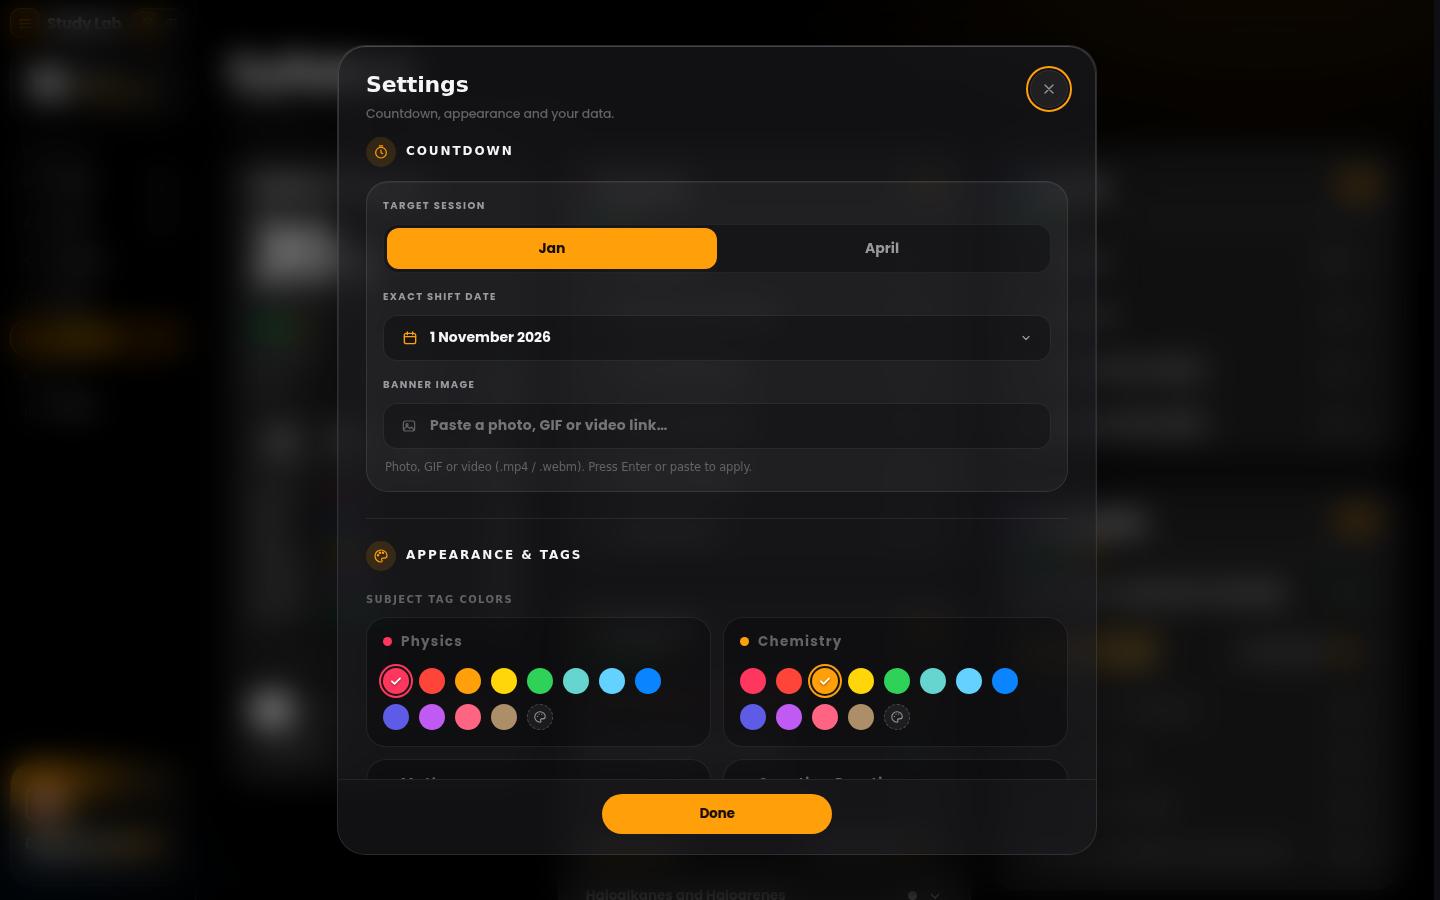 Study Lab
Settings
Countdown, appearance and your data.
COUNTDOWN
TARGET SESSION
Jan
April
EXACT SHIFT DATE
1 November 2026
BANNER IMAGE
Paste a photo, GIF or video link…
Photo, GIF or video (.mp4 / .webm). Press Enter or paste to apply.
APPEARANCE & TAGS
SUBJECT TAG COLORS
Physics
Chemistry
Done
Haloalkanes and Haloarenes